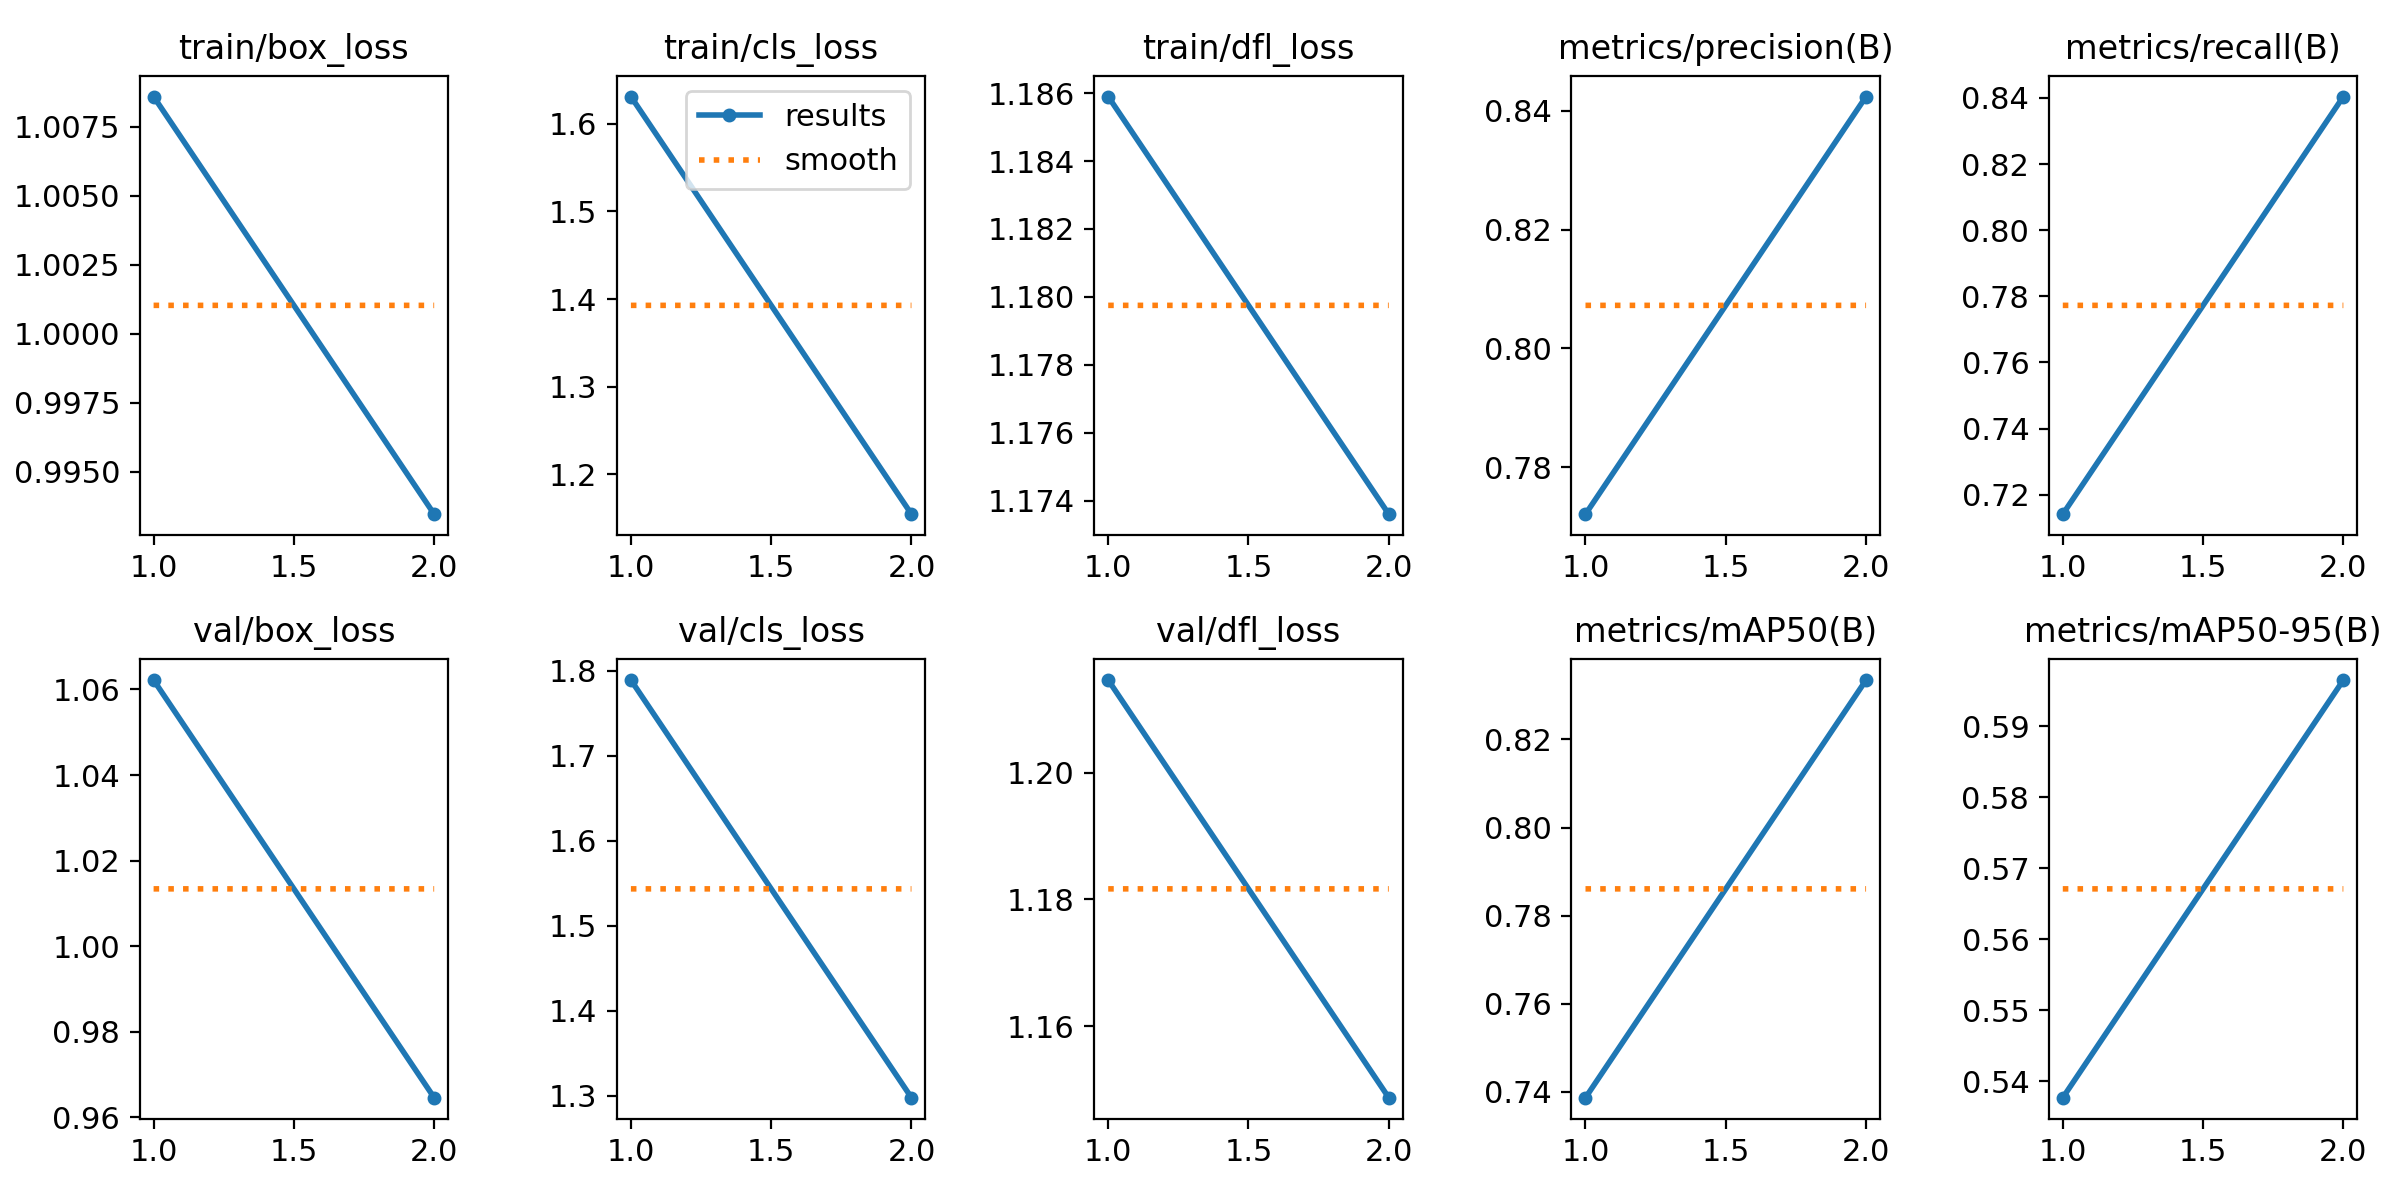 train/box_loss
1.0075
1.0050
1.0025
1.0000
0.9975
0.9950
1.0 1.5 2.0
train/cls_loss
results
smooth
1.6
1.5
1.4
1.3
1.2
1.0 1.5 2.0
train/dfl_loss
1.186
1.184
1.182
1.180
1.178
1.176
1.174
1.0 1.5 2.0
metrics/precision(B)
0.84
0.82
0.80
0.78
1.0 1.5 2.0
metrics/recall(B)
0.84
0.82
0.80
0.78
0.76
0.74
0.72
1.0 1.5 2.0
val/box_loss
1.06
1.04
1.02
1.00
0.98
0.96
1.0 1.5 2.0
val/cls_loss
1.8
1.7
1.6
1.5
1.4
1.3
1.0 1.5 2.0
val/dfl_loss
1.20
1.18
1.16
1.0 1.5 2.0
metrics/mAP50(B)
0.82
0.80
0.78
0.76
0.74
1.0 1.5 2.0
metrics/mAP50-95(B)
0.59
0.58
0.57
0.56
0.55
0.54
1.0 1.5 2.0